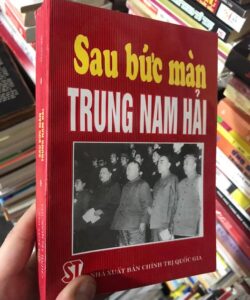 Sau bức màn
TRUNG NAM HẢI
ST
NHÀ XUẤT BẢN CHÍNH TRỊ QUỐC GIA